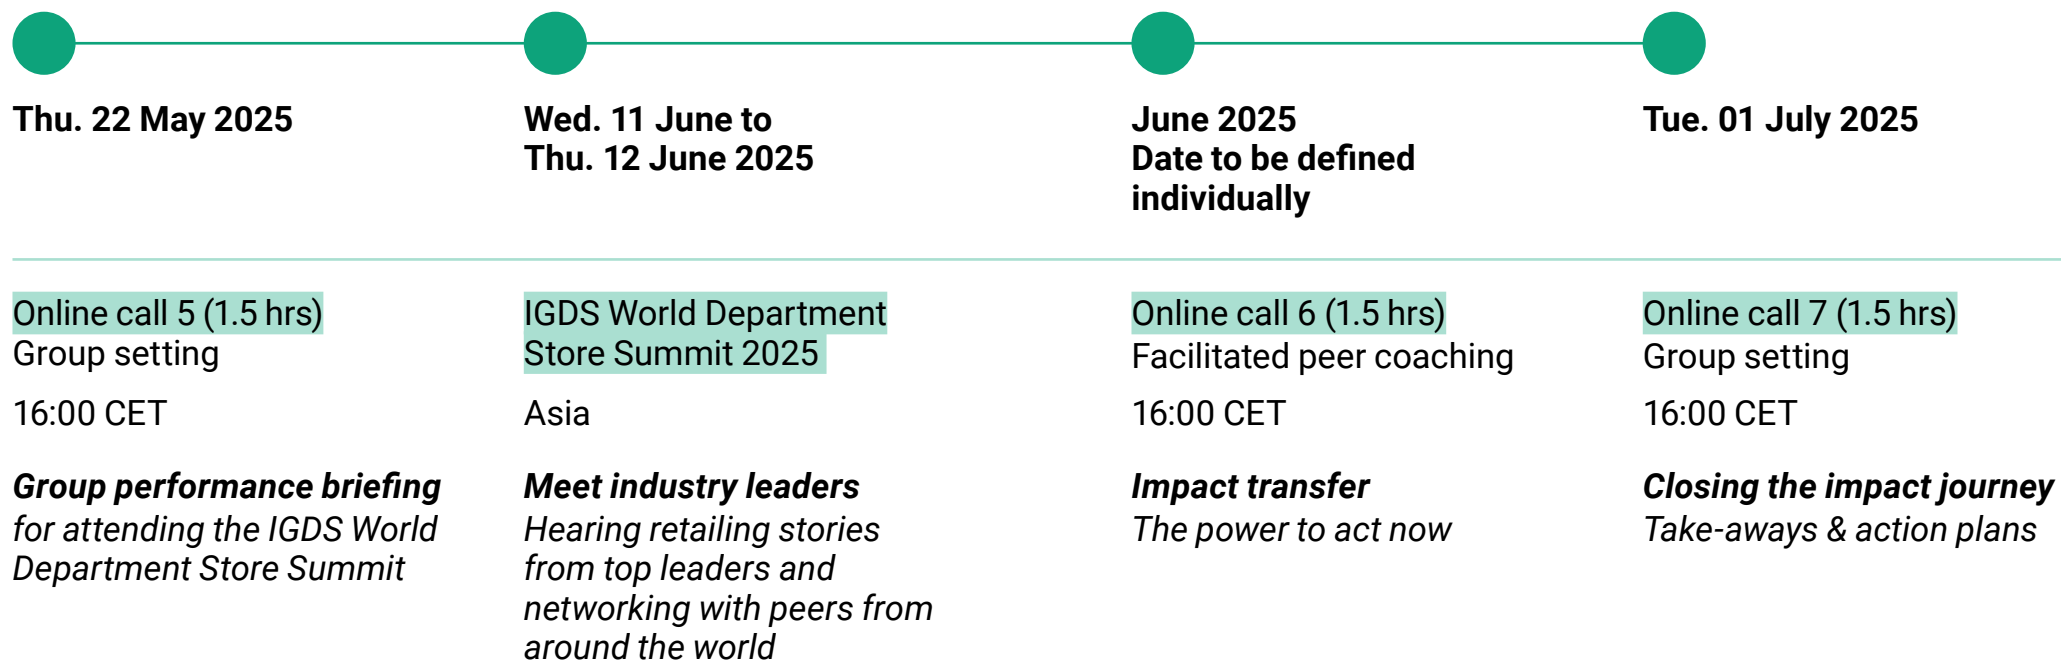 Thu. 22 May 2025
Wed. 11 June to
Thu. 12 June 2025
June 2025
Date to be defined
individually
Tue. 01 July 2025
Online call 5 (1.5 hrs)
Group setting
16:00 CET
Group performance briefing
for attending the IGDS World
Department Store Summit
IGDS World Department
Store Summit 2025
Asia
Meet industry leaders
Hearing retailing stories
from top leaders and
networking with peers from
around the world
Online call 6 (1.5 hrs)
Facilitated peer coaching
16:00 CET
Impact transfer
The power to act now
Online call 7 (1.5 hrs)
Group setting
16:00 CET
Closing the impact journey
Take-aways & action plans